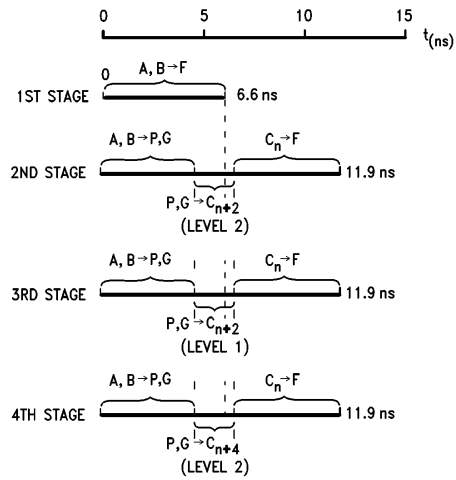 0 5 10 15
t(ns)
0
A, B→F
1ST STAGE 6.6 ns
A, B→P,G Cn→F
2ND STAGE 11.9 ns
P,G→Cn+2
(LEVEL 2)
A, B→P,G Cn→F
3RD STAGE 11.9 ns
P,G→Cn+2
(LEVEL 1)
A, B→P,G Cn→F
4TH STAGE 11.9 ns
P,G→Cn+4
(LEVEL 2)